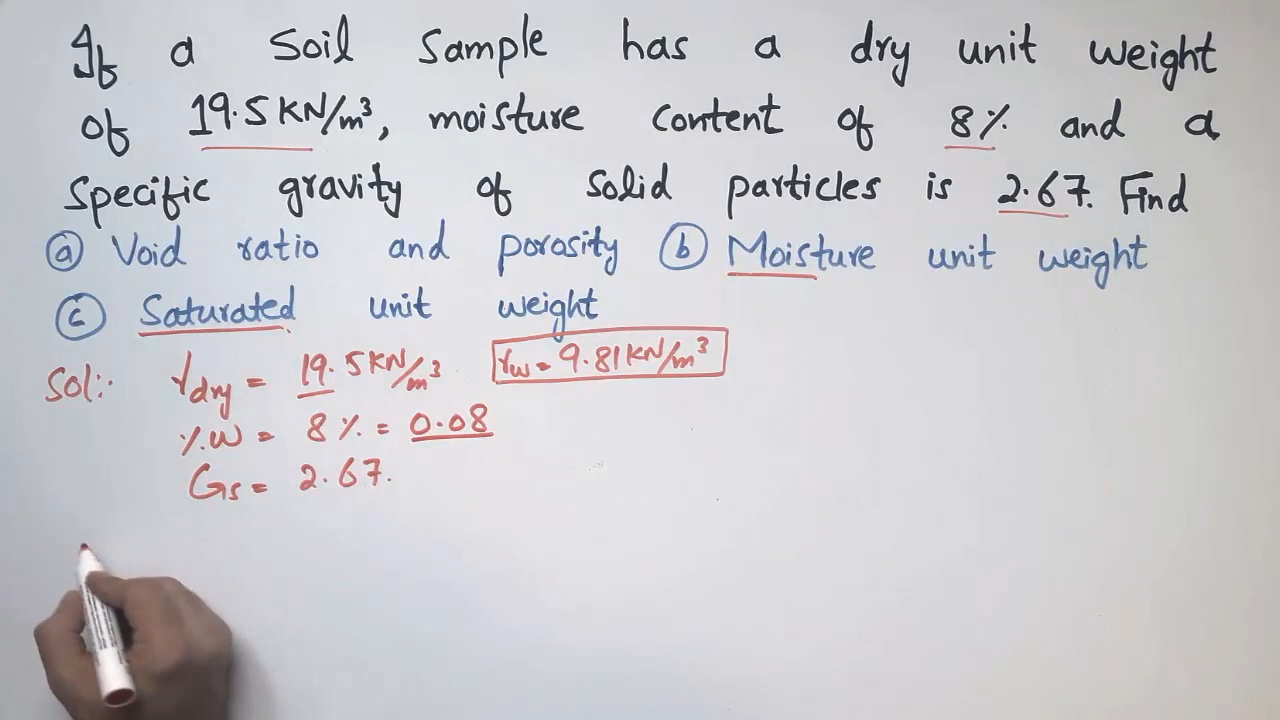 If a soil sample has a dry unit weight
of 19.5 KN/m³, moisture content of 8% and a
specific gravity of solid particles is 2.67. Find
ⓐ Void ratio and porosity ⓑ Moisture unit weight
ⓒ Saturated unit weight
Sol:- γdry = 19.5 KN/m³ γw = 9.81 KN/m³
%W = 8% = 0.08
Gs = 2.67.